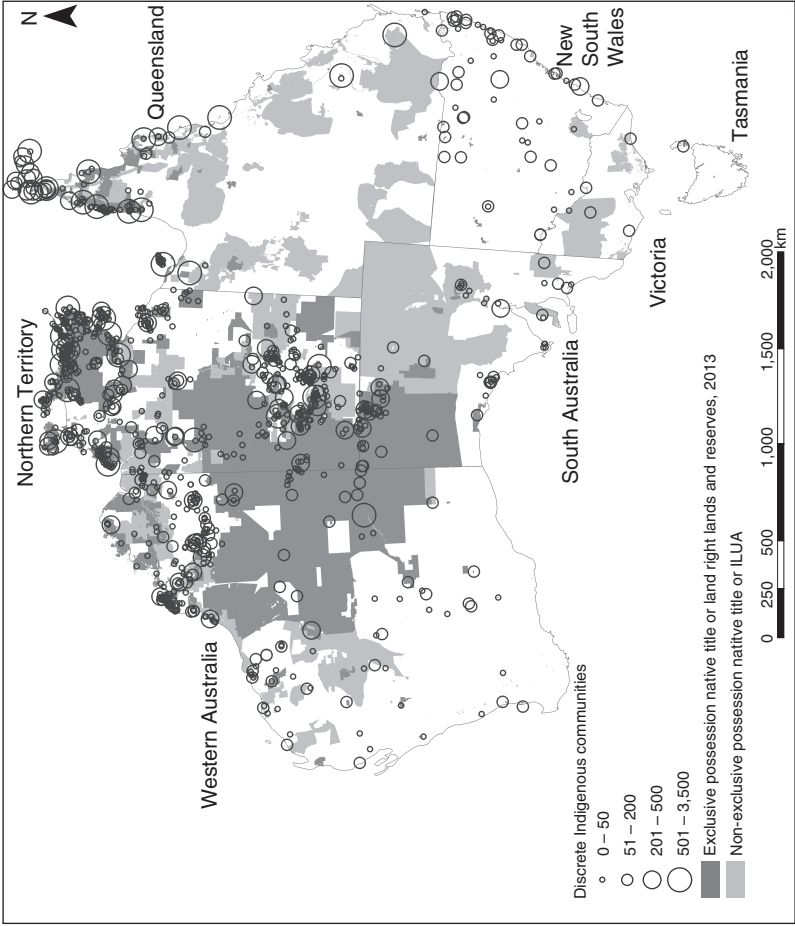 N
Queensland
Northern Territory
Western Australia
New
South
Wales
Tasmania
Victoria
South Australia
Discrete Indigenous communities
0 – 50
51 – 200
201 – 500
501 – 3,500
Exclusive possession native title or land right lands and reserves, 2013
Non-exclusive possession native title or ILUA
0
250
500
1,000
1,500
2,000
km